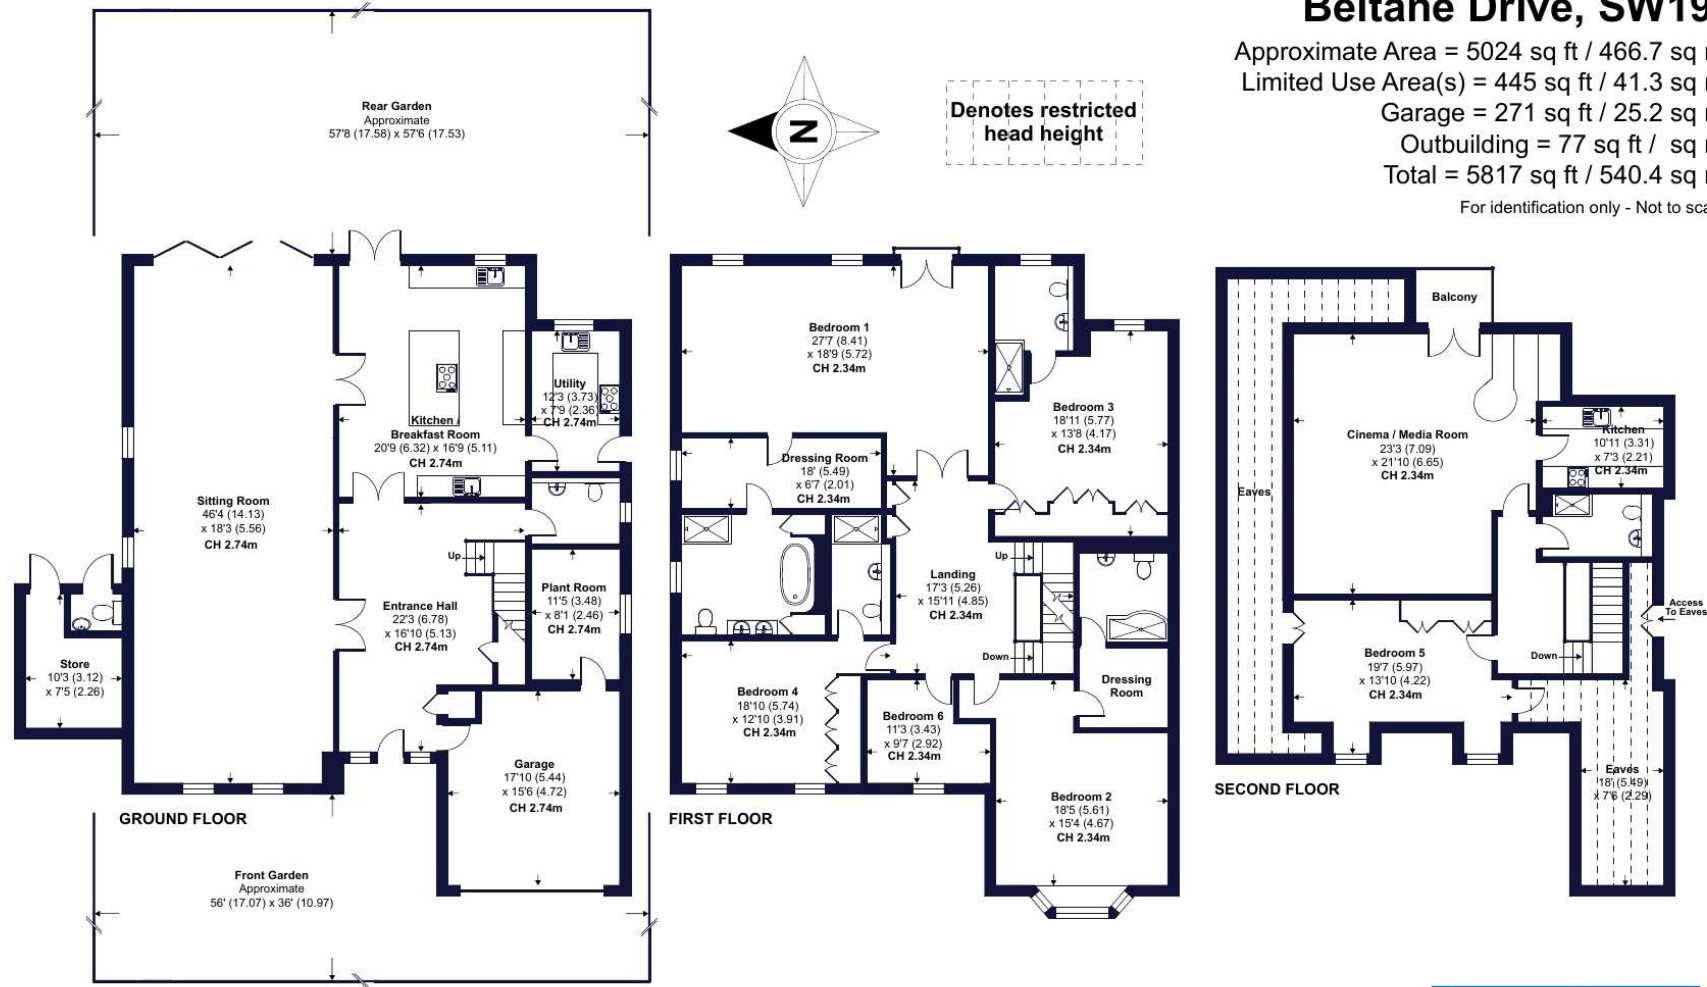 Beltane Drive, SW19
Approximate Area = 5024 sq ft / 466.7 sq
Limited Use Area(s) = 445 sq ft / 41.3 sq
Garage = 271 sq ft / 25.2 sq
Outbuilding = 77 sq ft / sq
Total = 5817 sq ft / 540.4 sq
For identification only - Not to sca
Denotes restricted
head height
N
Rear Garden
Approximate
57'8 (17.58) x 57'6 (17.53)
Utility
12'3 (3.73)
x 7'9 (2.36)
CH 2.74m
Kitchen /
Breakfast Room
20'9 (6.32) x 16'9 (5.11)
CH 2.74m
Sitting Room
46'4 (14.13)
x 18'3 (5.56)
CH 2.74m
Up
Plant Room
11'5 (3.48)
x 8'1 (2.46)
CH 2.74m
Entrance Hall
22'3 (6.78)
x 16'10 (5.13)
CH 2.74m
Store
10'3 (3.12)
x 7'5 (2.26)
Garage
17'10 (5.44)
x 15'6 (4.72)
CH 2.74m
GROUND FLOOR
Front Garden
Approximate
56' (17.07) x 36' (10.97)
Bedroom 1
27'7 (8.41)
x 18'9 (5.72)
CH 2.34m
Bedroom 3
18'11 (5.77)
x 13'8 (4.17)
CH 2.34m
Dressing Room
18' (5.49)
x 6'7 (2.01)
CH 2.34m
Up
Landing
17'3 (5.26)
x 15'11 (4.85)
CH 2.34m
Down
Dressing
Room
Bedroom 4
18'10 (5.74)
x 12'10 (3.91)
CH 2.34m
Bedroom 6
11'3 (3.43)
x 9'7 (2.92)
CH 2.34m
Bedroom 2
18'5 (5.61)
x 15'4 (4.67)
CH 2.34m
FIRST FLOOR
Balcony
Eaves
Cinema / Media Room
23'3 (7.09)
x 21'10 (6.65)
CH 2.34m
Kitchen
10'11 (3.31)
x 7'3 (2.21)
CH 2.34m
Access
To Eaves
Down
Bedroom 5
19'7 (5.97)
x 13'10 (4.22)
CH 2.34m
Eaves
18' (5.49)
x 7'6 (2.29)
SECOND FLOOR